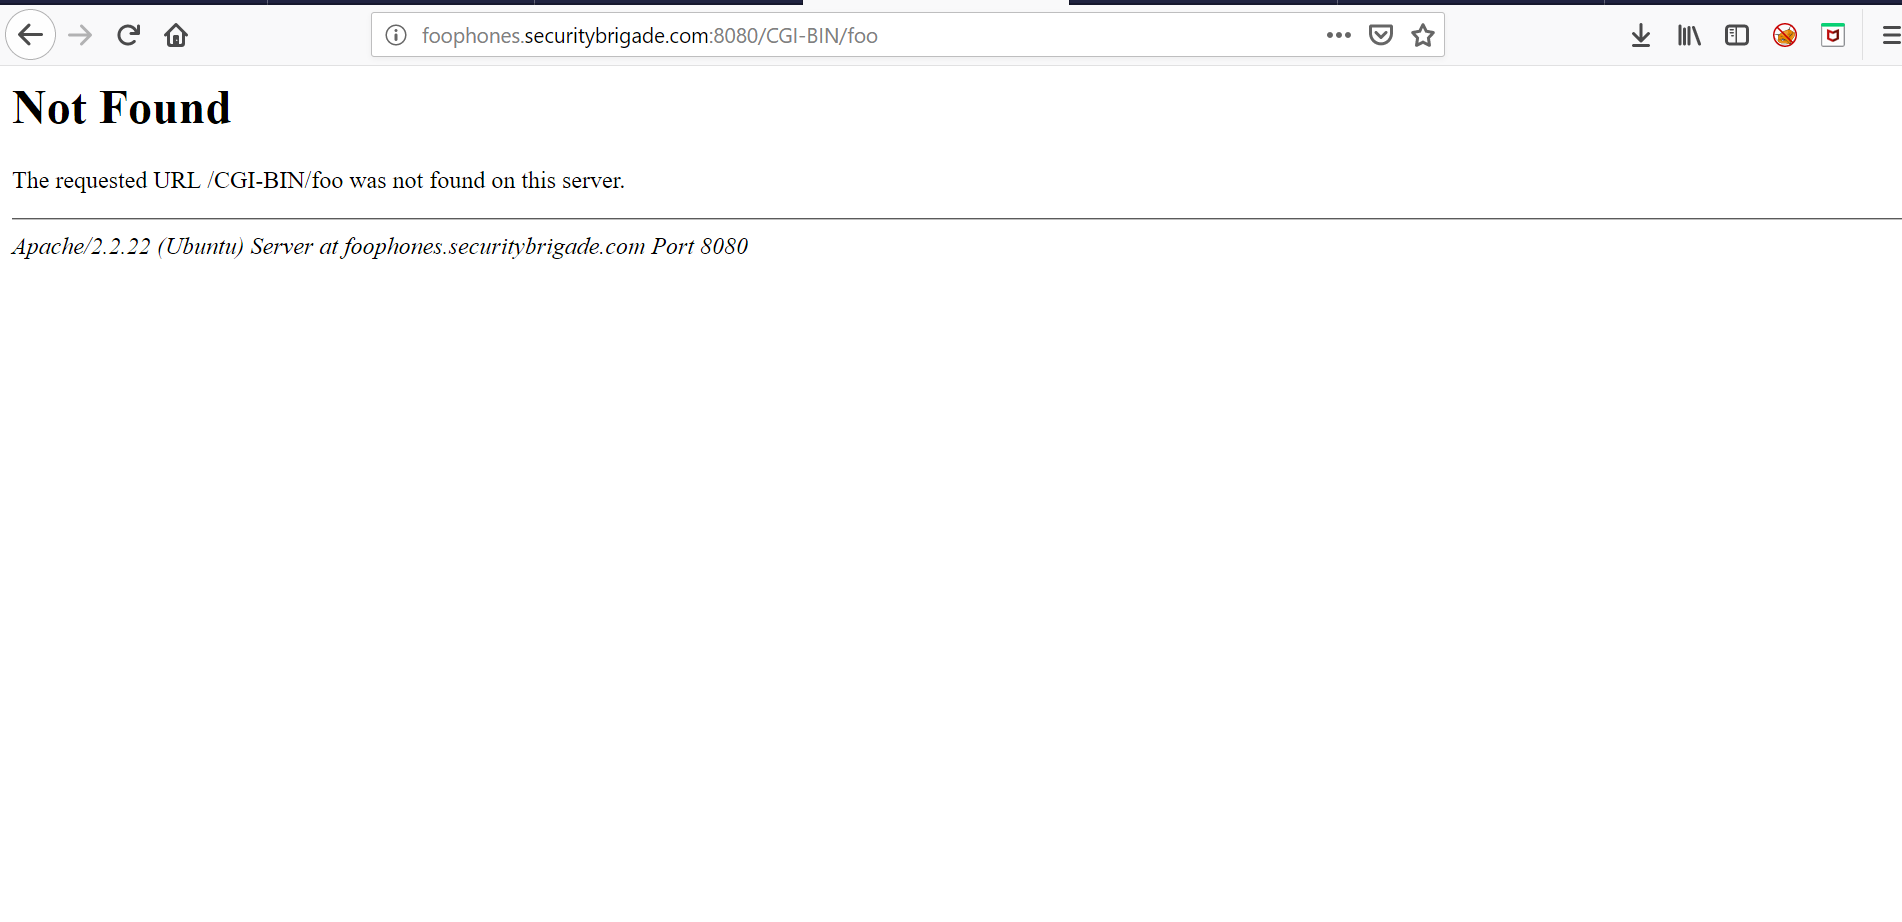 foophones.securitybrigade.com:8080/CGI-BIN/foo
Not Found
The requested URL /CGI-BIN/foo was not found on this server.
Apache/2.2.22 (Ubuntu) Server at foophones.securitybrigade.com Port 8080